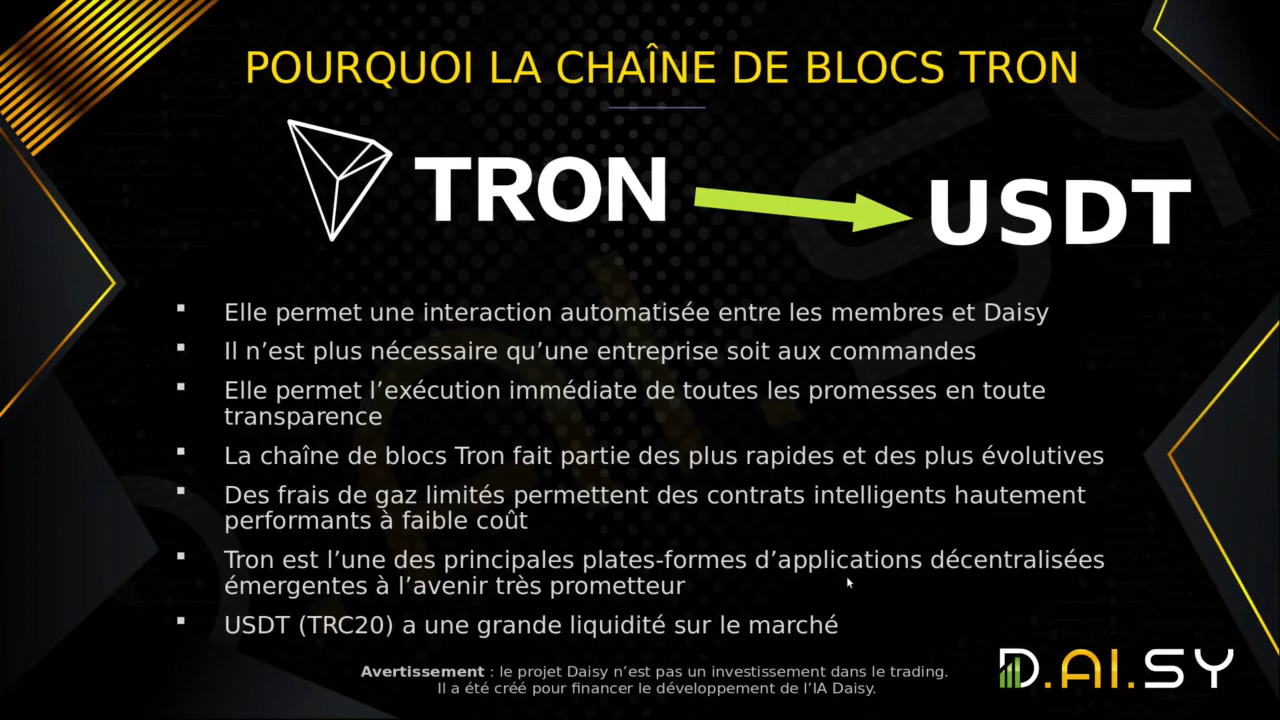 POURQUOI LA CHAÎNE DE BLOCS TRON
TRON
USDT
▪ Elle permet une interaction automatisée entre les membres et Daisy
▪ Il n’est plus nécessaire qu’une entreprise soit aux commandes
▪ Elle permet l’exécution immédiate de toutes les promesses en toute
transparence
▪ La chaîne de blocs Tron fait partie des plus rapides et des plus évolutives
▪ Des frais de gaz limités permettent des contrats intelligents hautement
performants à faible coût
▪ Tron est l’une des principales plates-formes d’applications décentralisées
émergentes à l’avenir très prometteur
▪ USDT (TRC20) a une grande liquidité sur le marché
Avertissement : le projet Daisy n’est pas un investissement dans le trading.
Il a été créé pour financer le développement de l’IA Daisy.
D.AI.SY